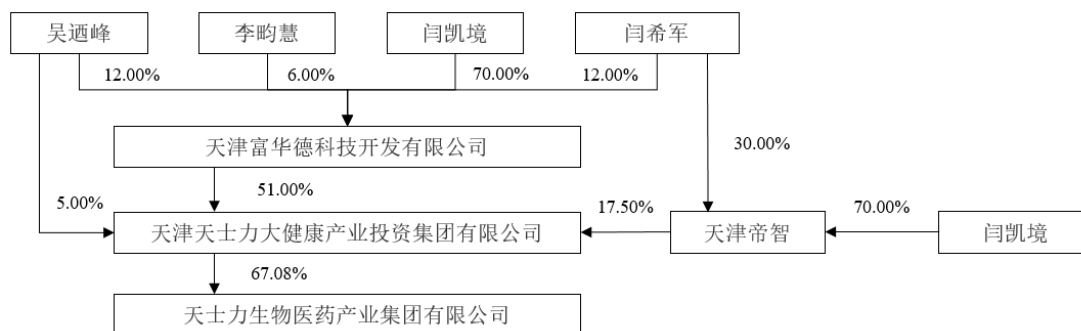 吴迺峰
李畇慧
闫凯境
闫希军
12.00%
6.00%
70.00%
12.00%
天津富华德科技开发有限公司
30.00%
51.00%
5.00%
17.50%
70.00%
天津天士力大健康产业投资集团有限公司
天津帝智
闫凯境
67.08%
天士力生物医药产业集团有限公司